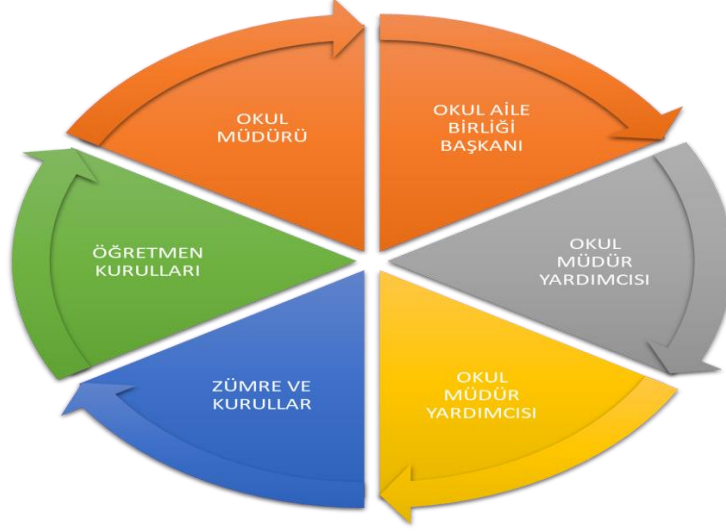 OKUL
MÜDÜRÜ
OKUL AİLE
BİRLİĞİ
BAŞKANI
OKUL
MÜDÜR
YARDIMCISI
OKUL
MÜDÜR
YARDIMCISI
ZÜMRE VE
KURULLAR
ÖĞRETMEN
KURULLARI